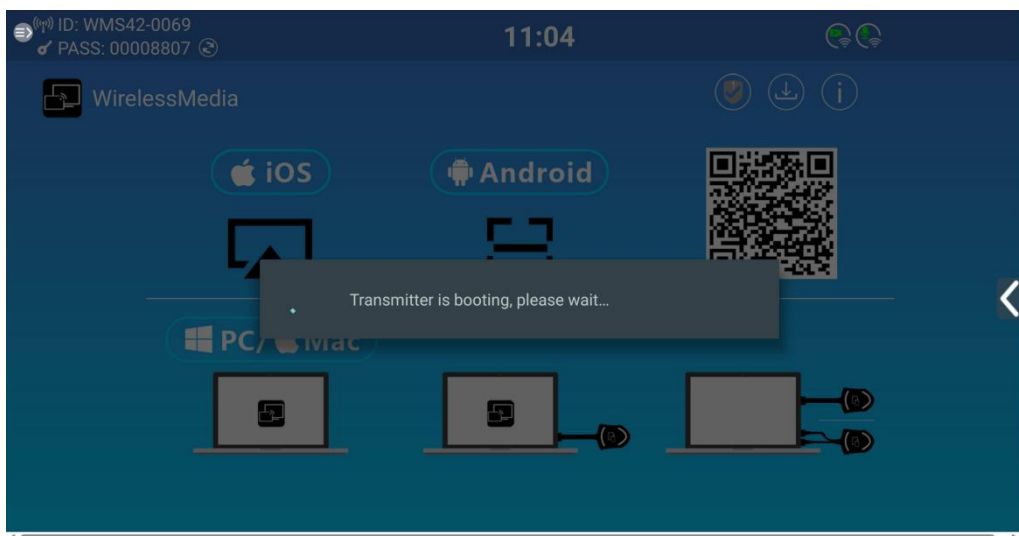 ID: WMS42-0069
PASS: 00008807
11:04
WirelessMedia
iOS
Android
Transmitter is booting, please wait...
PC/ Mac